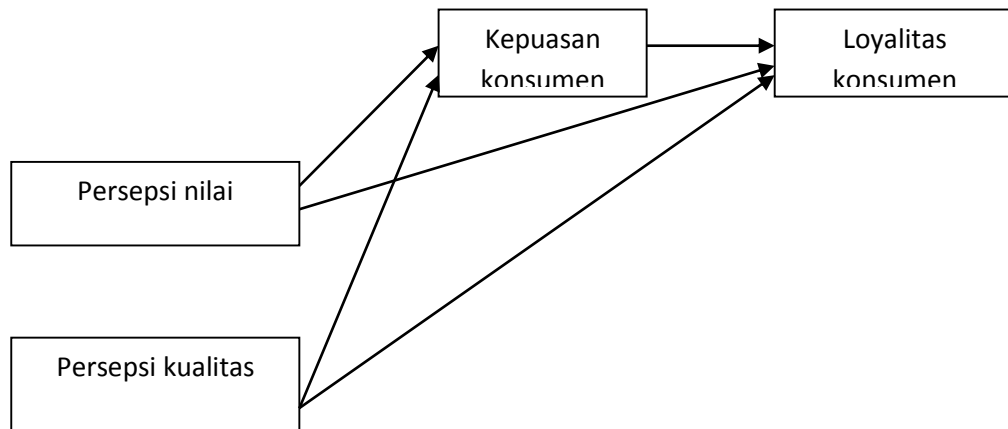 Kepuasan
konsumen
Loyalitas
konsumen
Persepsi nilai
Persepsi kualitas